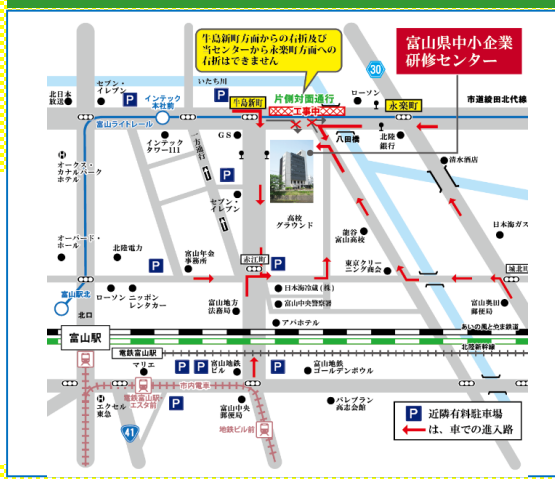 牛島新町方面からの右折及び
当センターから永楽町方面への
右折はできません
富山県中小企業
研修センター
北日本
放送
セブン・
イレブン
P
インテック
本社前
いたち川
P
牛島新町
片側対面通行
工事中
ローソン
30
永楽町
市道綾田北代線
富山ライトレール
インテック
タワー111
一方通行
GS
八田橋
北陸
銀行
清水酒店
H
オークス・
カナルパーク
ホテル
P
セブン・
イレブン
高校
グラウンド
龍谷
富山高校
日本海ガス
オーバード・
ホール
北陸電力
P
富山年金
事務所
赤江町
P
東京クリー
ニング商会
城北町
富山駅北
北口
ローソン
ニッポン
レンタカー
富山地方
法務局
日本海冷蔵(株)
富山中央警察署
アパホテル
富山奥田
郵便局
あいの風とやま鉄道
北陸新幹線
富山駅
電鉄富山駅
マリエ
P
P
富山地鉄
ビル
P
富山地鉄
ゴールデンボウル
市内電車
電鉄富山駅
エスタ前
H
エクセル
東急
41
P
富山中央
郵便局
地鉄ビル前
パレブラン
高志会館
P 近隣有料駐車場
は、車での進入路